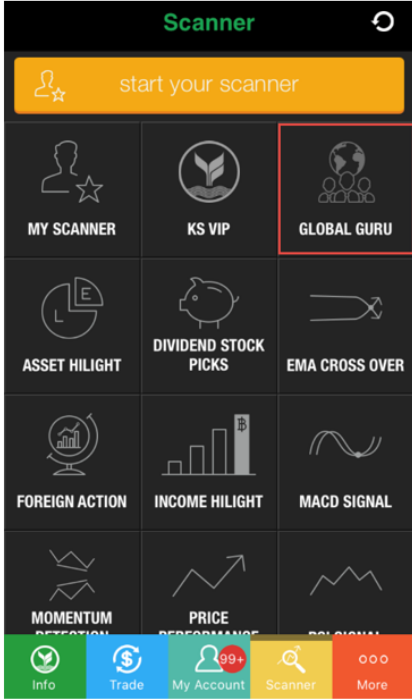 Scanner
start your scanner
MY SCANNER
KS VIP
GLOBAL GURU
ASSET HILIGHT
DIVIDEND STOCK
PICKS
EMA CROSS OVER
FOREIGN ACTION
INCOME HILIGHT
MACD SIGNAL
MOMENTUM
PRICE
99+
Info
Trade
My Account
Scanner
More